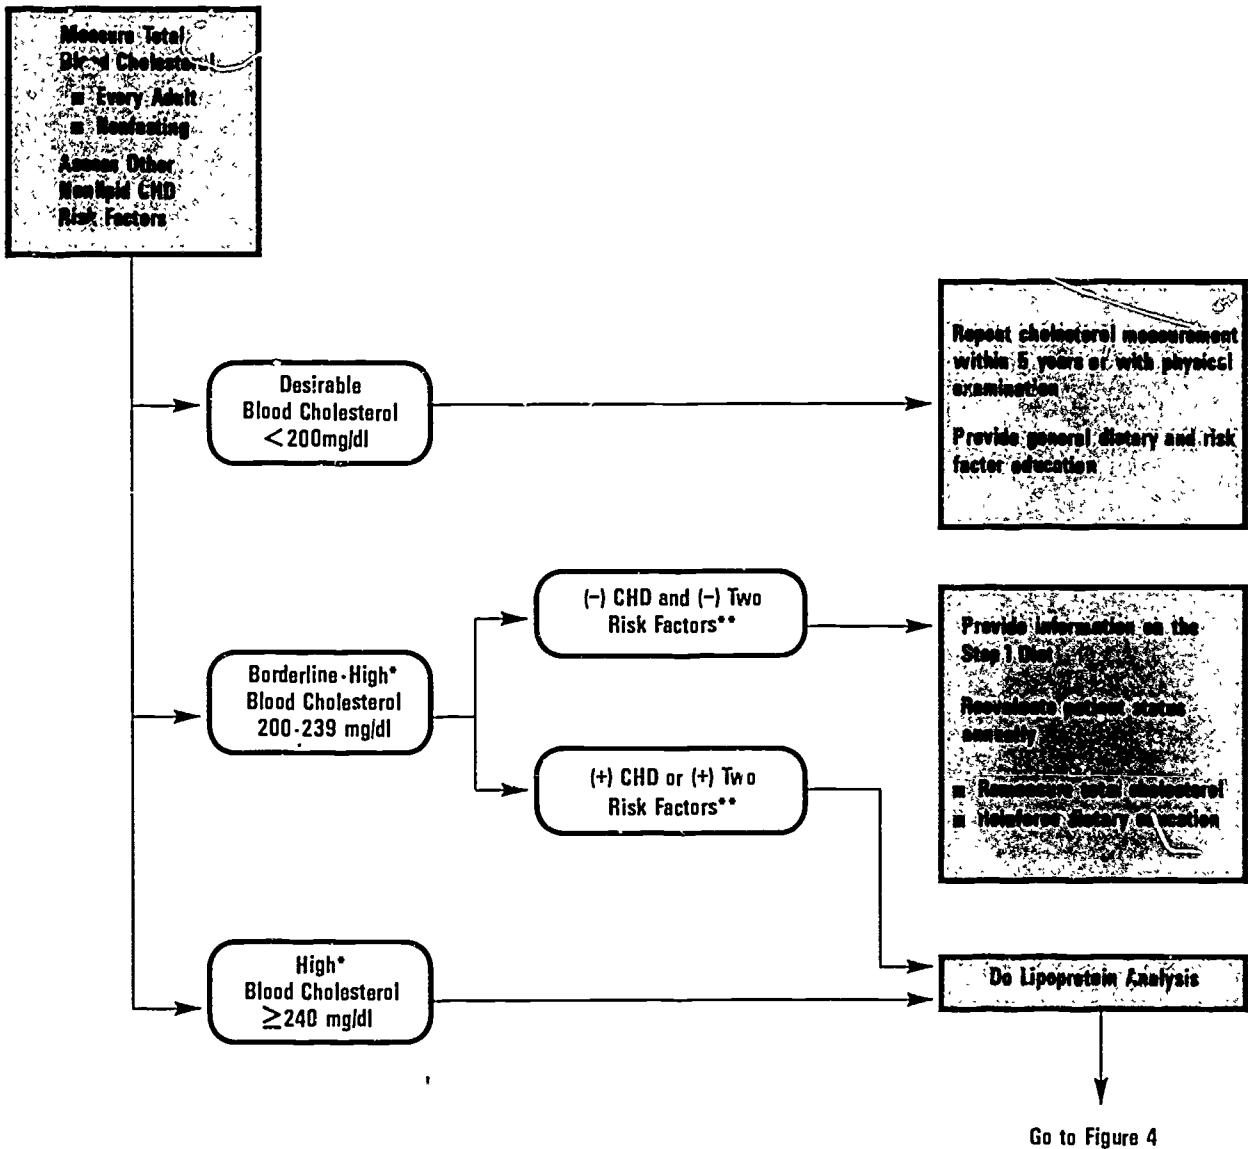 Measure Total
Blood Cholesterol
■ Every Adult
■ Nonfasting
Assess Other
Nonlipid CHD
Risk Factors
Desirable
Blood Cholesterol
<200mg/dl
Repeat cholesterol measurement
within 5 years or with physical
examination
Provide general dietary and risk
factor education
Borderline-High*
Blood Cholesterol
200-239 mg/dl
(–) CHD and (–) Two
Risk Factors**
Provide information on the
Step 1 Diet
Reevaluate patient status
annually
■ Remeasure total cholesterol
■ Reinforce dietary education
(+) CHD or (+) Two
Risk Factors**
High*
Blood Cholesterol
≥240 mg/dl
Do Lipoprotein Analysis
Go to Figure 4